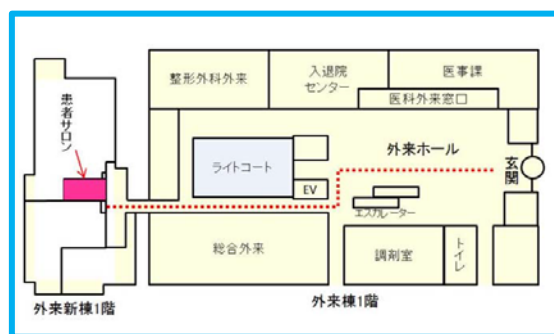 整形外科外来
入退院
センター
医事課
医科外来窓口
患者サロン
ライトコート
外来ホール
玄関
EV
エスカレーター
総合外来
調剤室
トイレ
外来新棟1階
外来棟1階